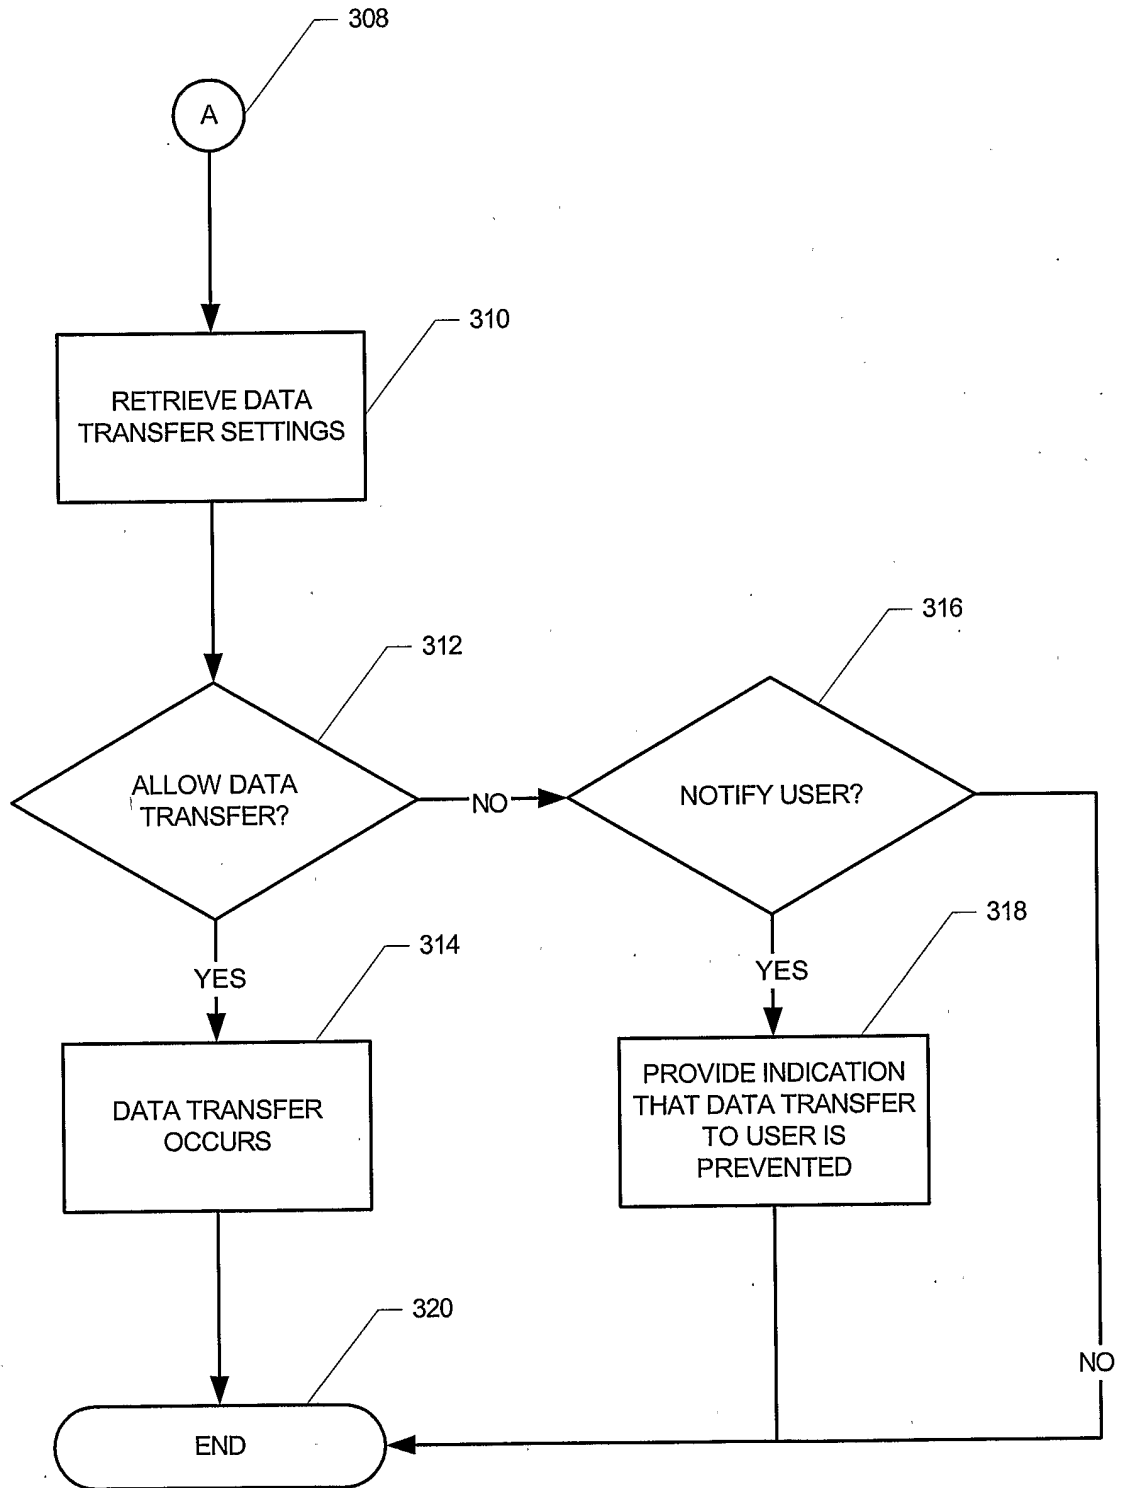 308
A
310
RETRIEVE DATA
TRANSFER SETTINGS
312
316
ALLOW DATA
TRANSFER?
NO
NOTIFY USER?
314
YES
318
YES
DATA TRANSFER
OCCURS
PROVIDE INDICATION
THAT DATA TRANSFER
TO USER IS
PREVENTED
320
NO
END